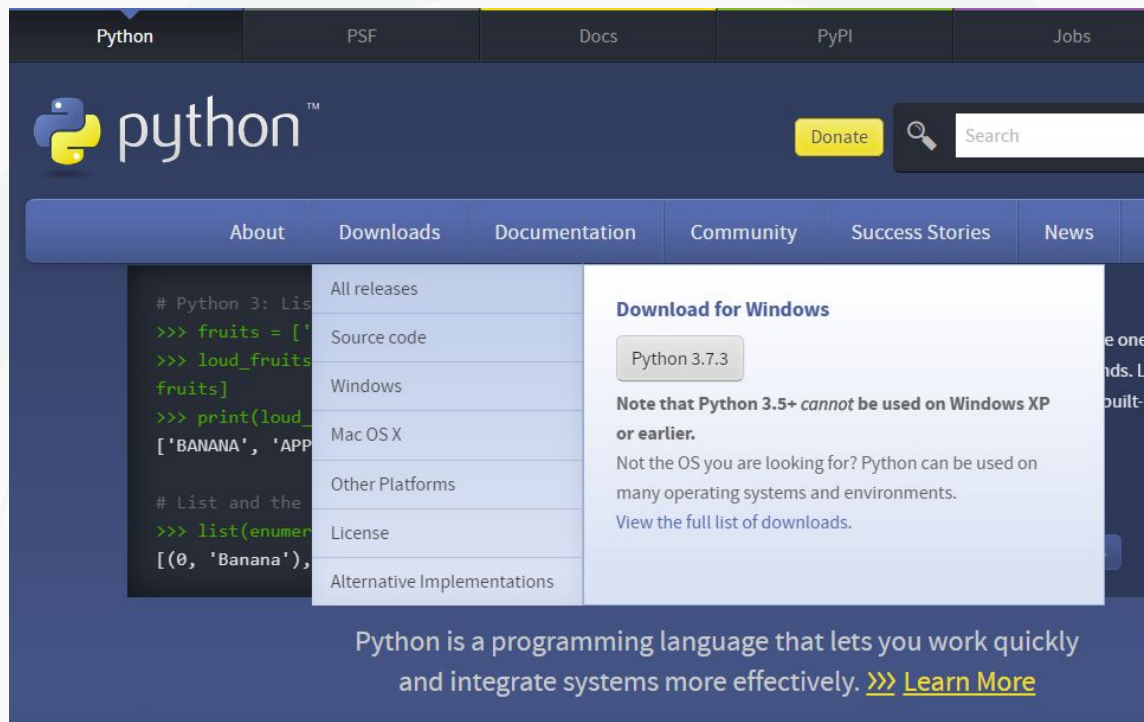 Python PSF Docs PyPI Jobs
python™
Donate Search
About Downloads Documentation Community Success Stories News
All releases
Source code
Windows
Mac OS X
Other Platforms
License
Alternative Implementations
Download for Windows
Python 3.7.3
Note that Python 3.5+ cannot be used on Windows XP
or earlier.
Not the OS you are looking for? Python can be used on
many operating systems and environments.
View the full list of downloads.
# Python 3: Lis
>>> fruits = ['
>>> loud_fruits
fruits]
>>> print(loud_
['BANANA', 'APP
# List and the
>>> list(enumer
[(0, 'Banana'),
e one
nds. L
built-
Python is a programming language that lets you work quickly
and integrate systems more effectively. >>> Learn More